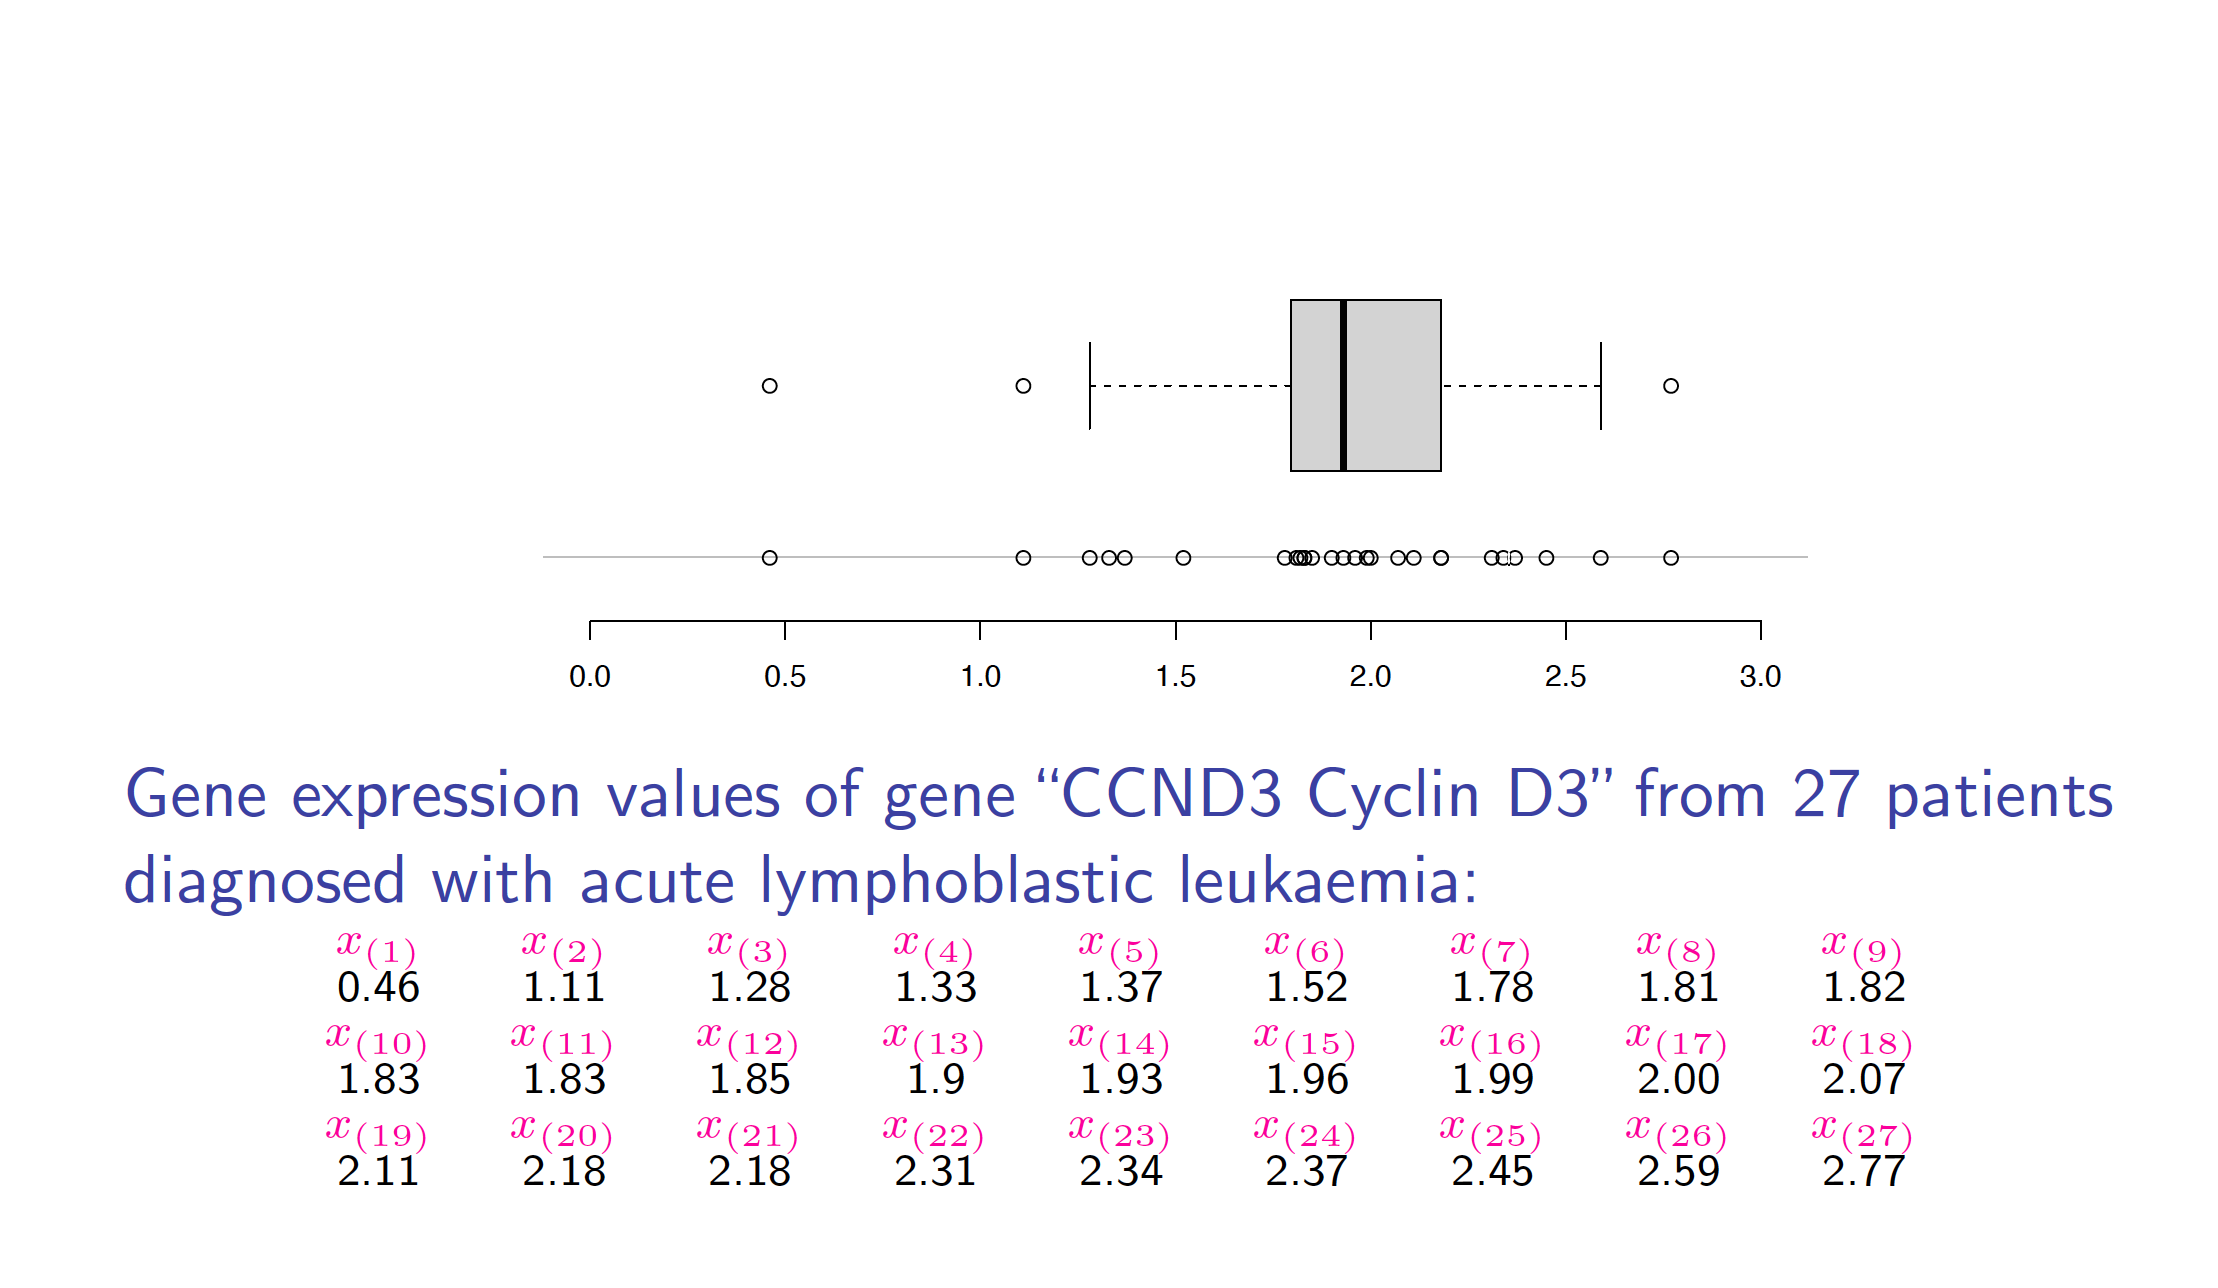 0.0 0.5 1.0 1.5 2.0 2.5 3.0
Gene expression values of gene “CCND3 Cyclin D3” from 27 patients
diagnosed with acute lymphoblastic leukaemia:
x(1) x(2) x(3) x(4) x(5) x(6) x(7) x(8) x(9)
0.46 1.11 1.28 1.33 1.37 1.52 1.78 1.81 1.82
x(10) x(11) x(12) x(13) x(14) x(15) x(16) x(17) x(18)
1.83 1.83 1.85 1.9 1.93 1.96 1.99 2.00 2.07
x(19) x(20) x(21) x(22) x(23) x(24) x(25) x(26) x(27)
2.11 2.18 2.18 2.31 2.34 2.37 2.45 2.59 2.77